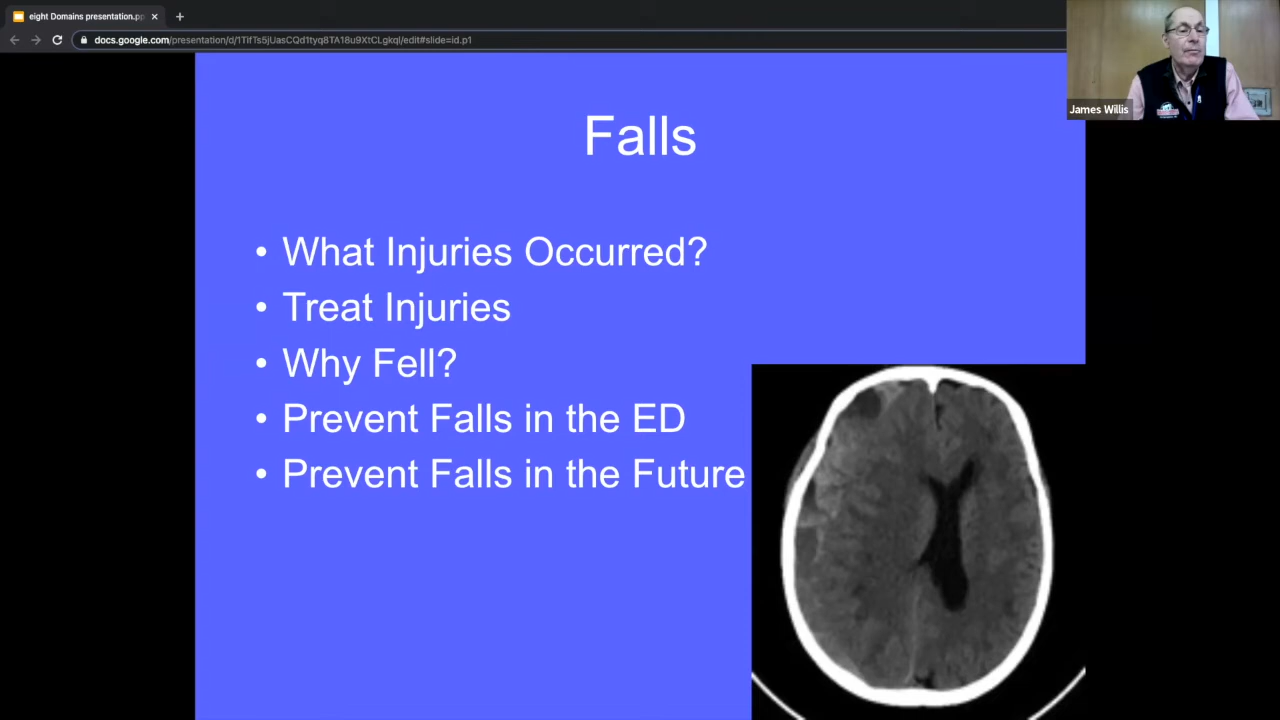 eight Domains presentation.pp
docs.google.com/presentation/d/1TifTs5jUasCQd1tyq8TA18u9XtCLgkql/edit#slide=id.p1
James Willis
Falls
• What Injuries Occurred?
• Treat Injuries
• Why Fell?
• Prevent Falls in the ED
• Prevent Falls in the Future